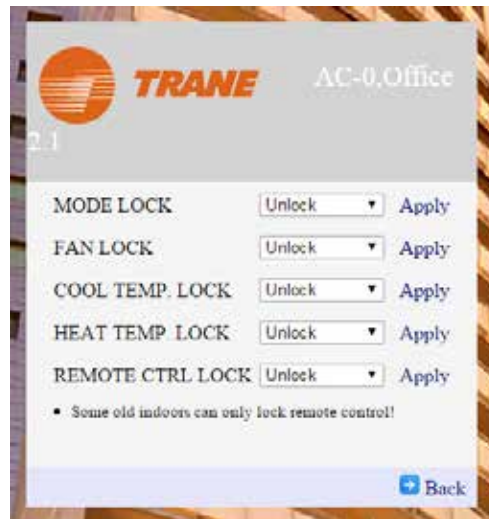 TRANE
AC-0,Office
2.1
MODE LOCK Unlock Apply
FAN LOCK Unlock Apply
COOL TEMP. LOCK Unlock Apply
HEAT TEMP. LOCK Unlock Apply
REMOTE CTRL LOCK Unlock Apply
• Some old indoors can only lock remote control!
Back